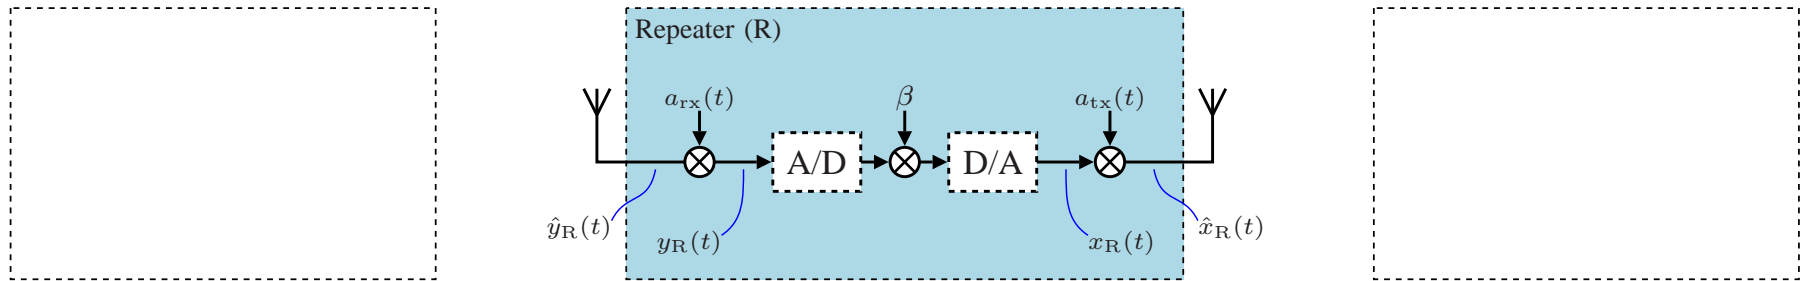 Repeater (R)
a_rx(t)
β
a_tx(t)
A/D
D/A
ŷ_R(t)
y_R(t)
x_R(t)
x̂_R(t)